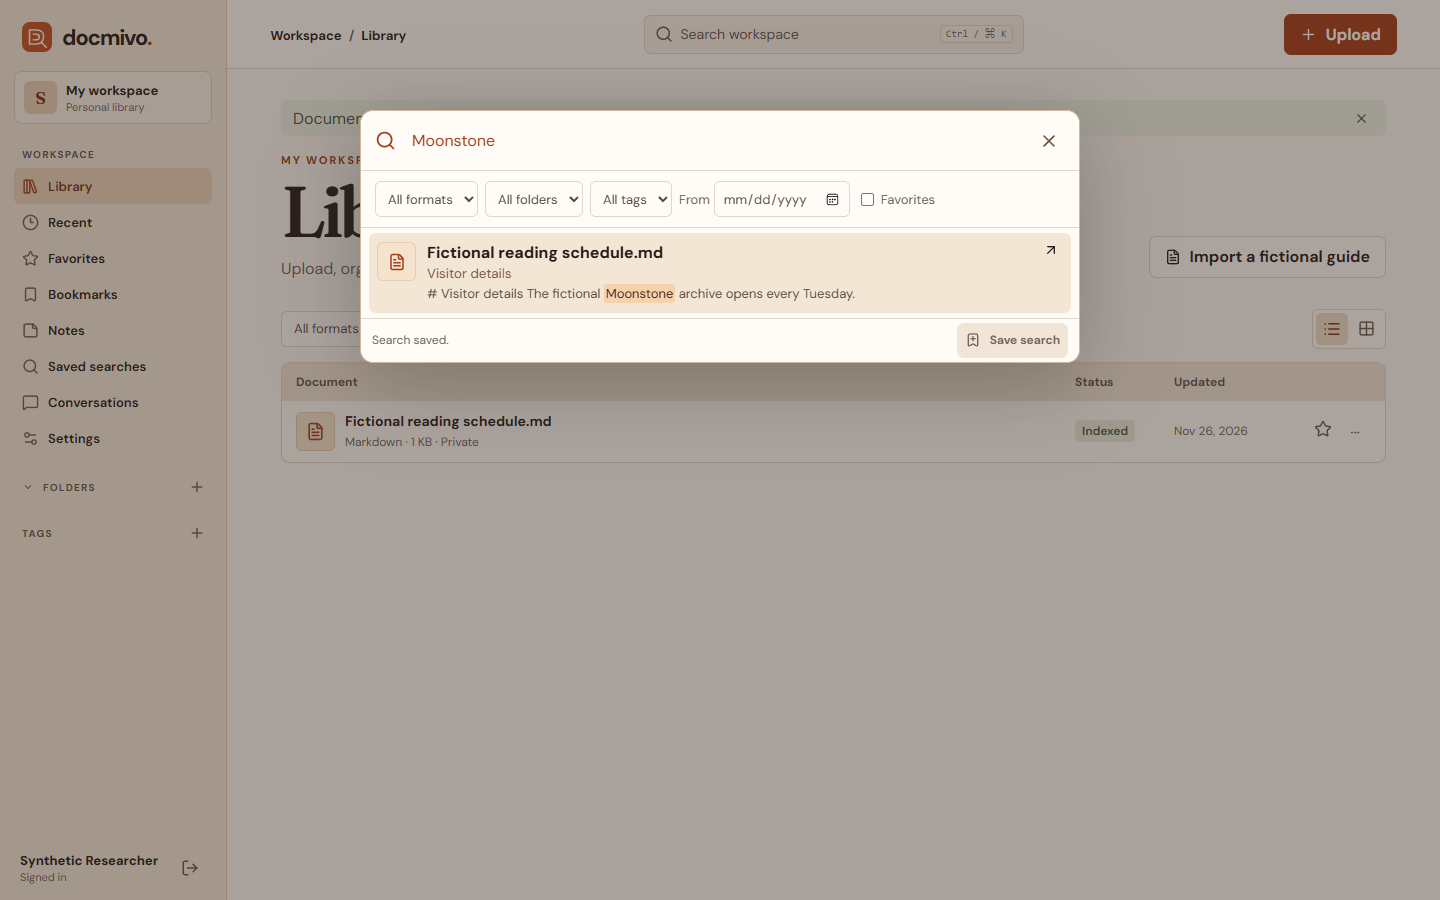 docmivo.
S
My workspace
Personal library
WORKSPACE
Library
Recent
Favorites
Bookmarks
Notes
Saved searches
Conversations
Settings
FOLDERS
TAGS
Synthetic Researcher
Signed in
Workspace / Library
Search workspace
Ctrl / ⌘ K
+ Upload
Moonstone
All formats
All folders
All tags
From
mm/dd/yyyy
Favorites
Fictional reading schedule.md
Visitor details
# Visitor details The fictional Moonstone archive opens every Tuesday.
Search saved.
Save search
Import a fictional guide
All formats
Document Status Updated
Fictional reading schedule.md
Markdown · 1 KB · Private
Indexed
Nov 26, 2026
...